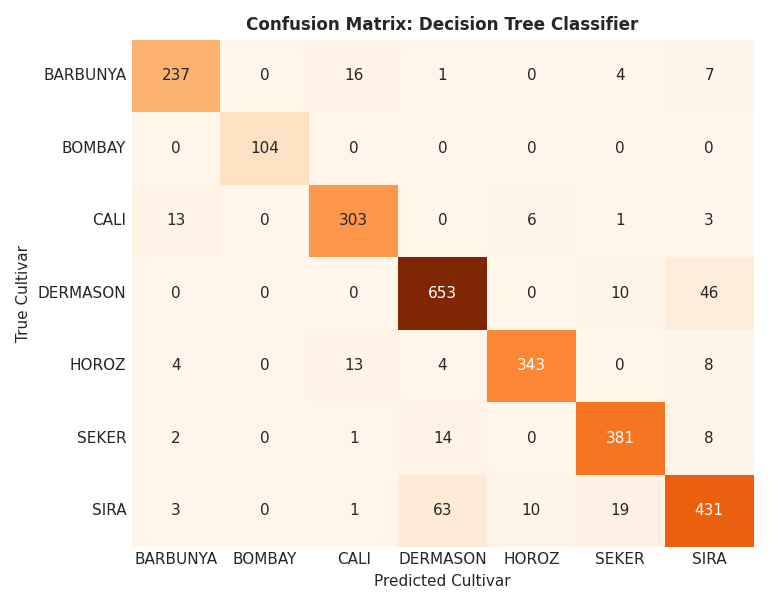 Confusion Matrix: Decision Tree Classifier
BARBUNYA 237 0 16 1 0 4 7
BOMBAY 0 104 0 0 0 0 0
CALI 13 0 303 0 6 1 3
DERMASON 0 0 0 653 0 10 46
HOROZ 4 0 13 4 343 0 8
SEKER 2 0 1 14 0 381 8
SIRA 3 0 1 63 10 19 431
BARBUNYA BOMBAY CALI DERMASON HOROZ SEKER SIRA
Predicted Cultivar
True Cultivar